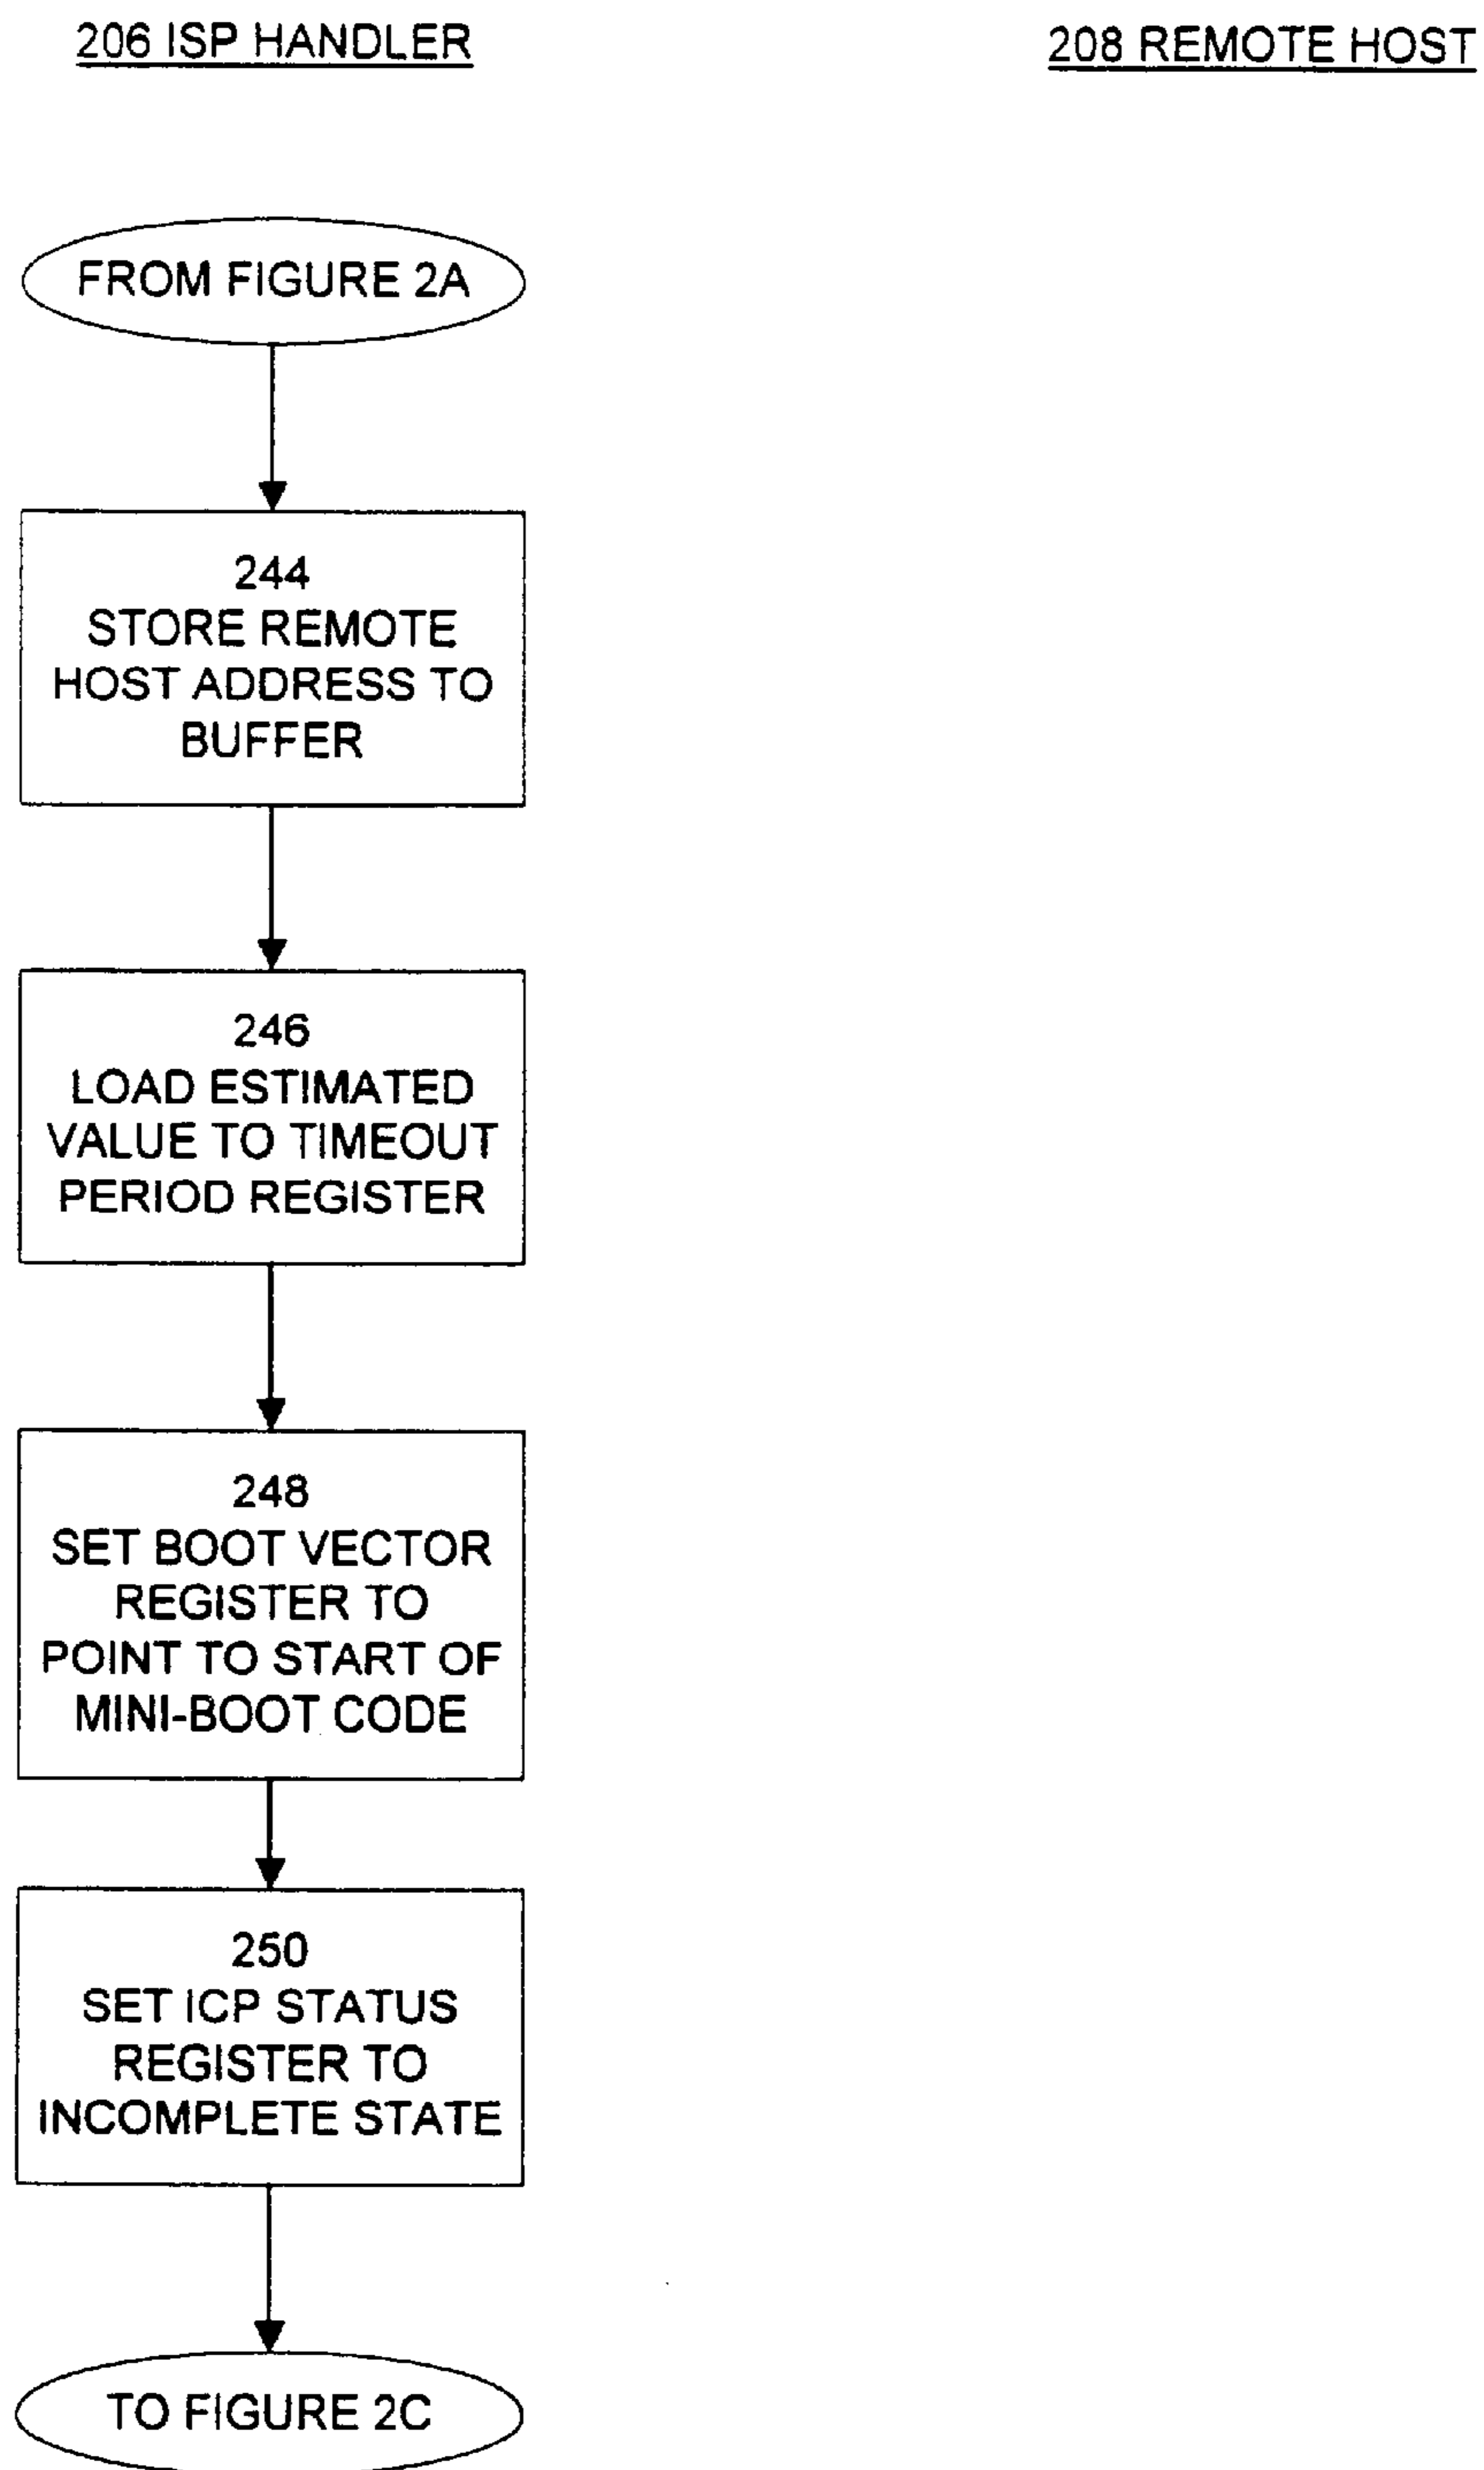 206 ISP HANDLER
208 REMOTE HOST
FROM FIGURE 2A
244
STORE REMOTE
HOST ADDRESS TO
BUFFER
246
LOAD ESTIMATED
VALUE TO TIMEOUT
PERIOD REGISTER
248
SET BOOT VECTOR
REGISTER TO
POINT TO START OF
MINI-BOOT CODE
250
SET ICP STATUS
REGISTER TO
INCOMPLETE STATE
TO FIGURE 2C